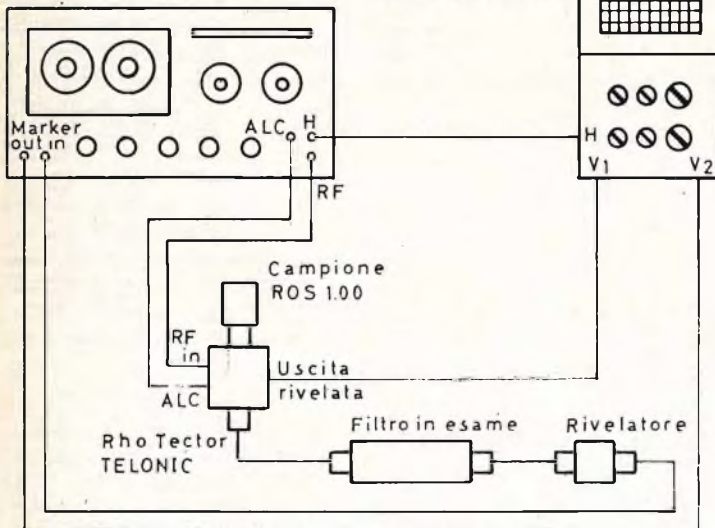 Marker
out in
ALC
H
RF
H
V1
V2
Campione
ROS 1.00
RF
in
ALC
Uscita
rivelata
Rho Tector
TELONIC
Filtro in esame
Rivelatore